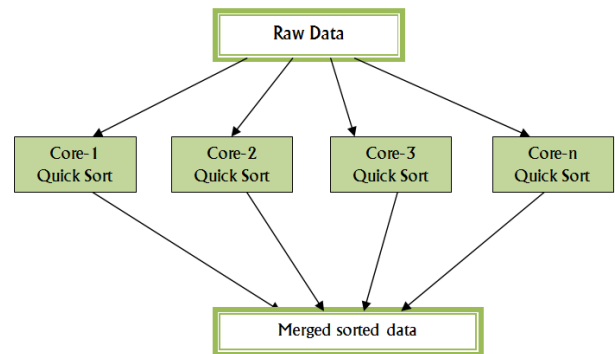 Raw Data
Core-1
Quick Sort
Core-2
Quick Sort
Core-3
Quick Sort
Core-n
Quick Sort
Merged sorted data